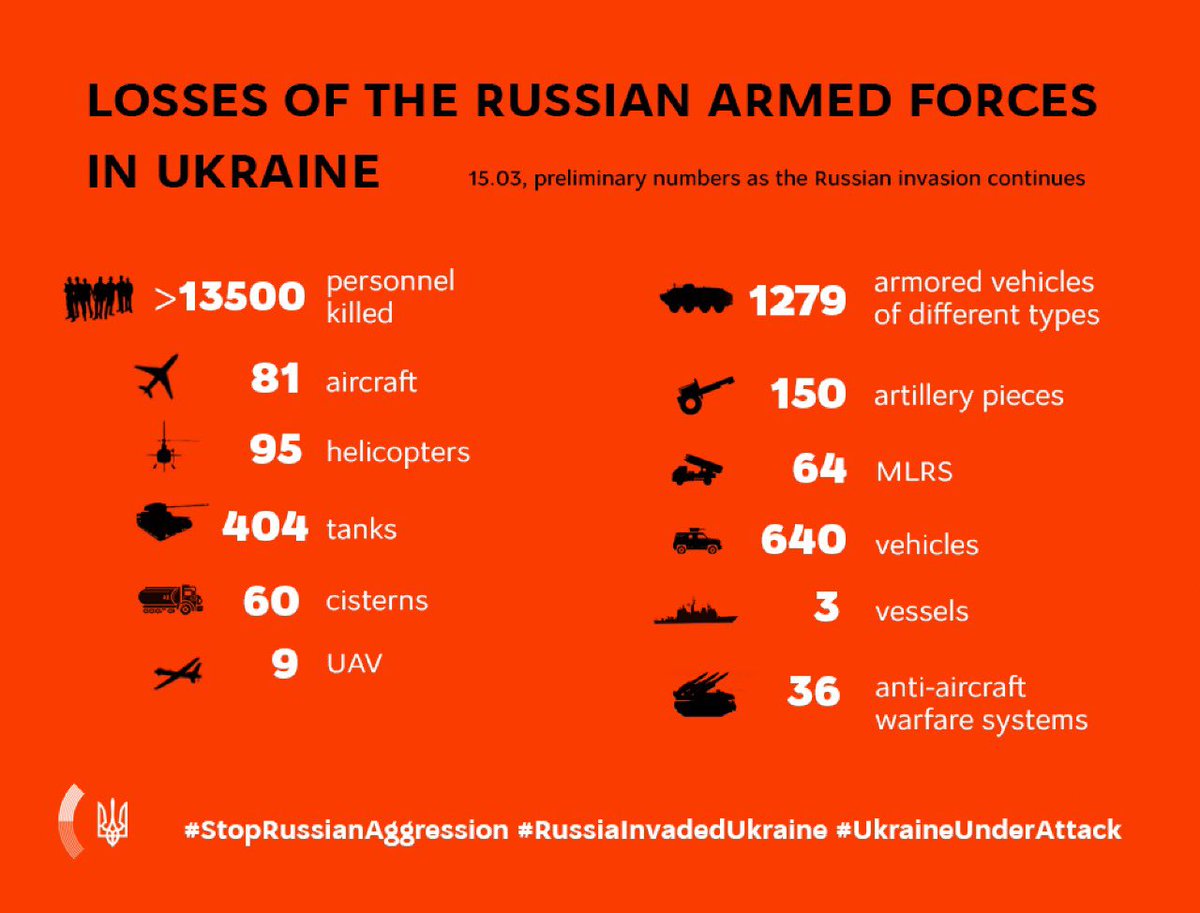 LOSSES OF THE RUSSIAN ARMED FORCES
IN UKRAINE
15.03, preliminary numbers as the Russian invasion continues
>13500 personnel
killed
81 aircraft
95 helicopters
404 tanks
60 cisterns
9 UAV
1279 armored vehicles
of different types
150 artillery pieces
64 MLRS
640 vehicles
3 vessels
36 anti-aircraft
warfare systems
#StopRussianAggression #RussiaInvadedUkraine #UkraineUnderAttack